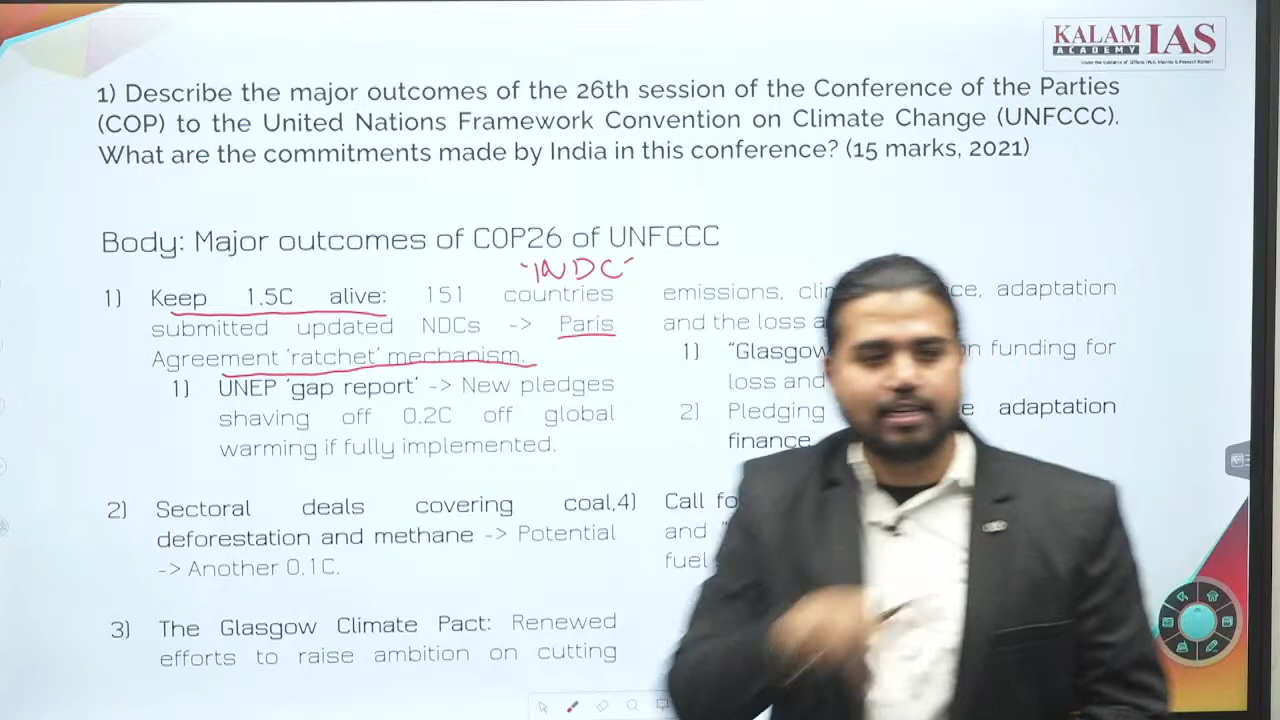 KALAM IAS
ACADEMY
1) Describe the major outcomes of the 26th session of the Conference of the Parties
(COP) to the United Nations Framework Convention on Climate Change (UNFCCC).
What are the commitments made by India in this conference? (15 marks, 2021)
Body: Major outcomes of COP26 of UNFCCC
"INDC"
1) Keep 1.5C alive: 151 countries
submitted updated NDCs -> Paris
Agreement 'ratchet' mechanism.
1) UNEP 'gap report' -> New pledges
shaving off 0.2C off global
warming if fully implemented.
2) Sectoral deals covering coal,
deforestation and methane -> Potential
-> Another 0.1C.
3) The Glasgow Climate Pact: Renewed
efforts to raise ambition on cutting
emissions, adaptation
and the loss
1) "Glasgow funding for
loss and
2) Pledging adaptation
finance
4) Call
and
fuel